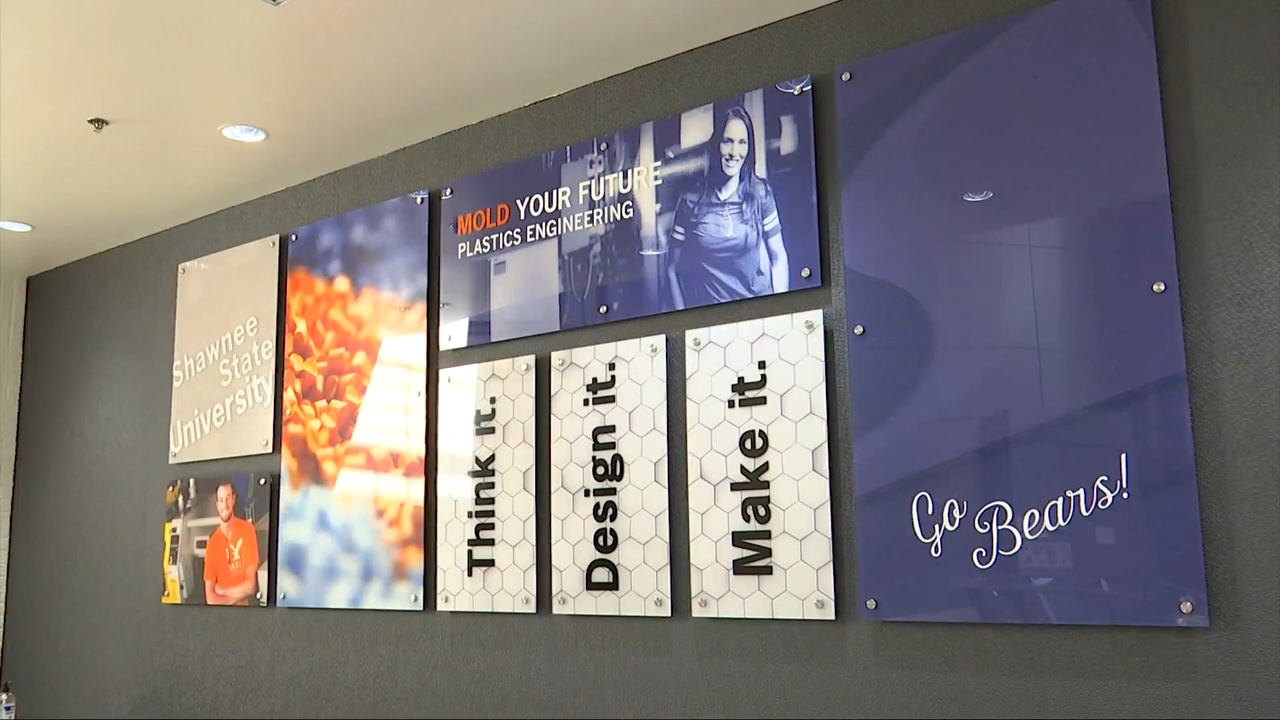 Shawnee
State
University
MOLD YOUR FUTURE
PLASTICS ENGINEERING
Think it.
Design it.
Make it.
Go
Bears!